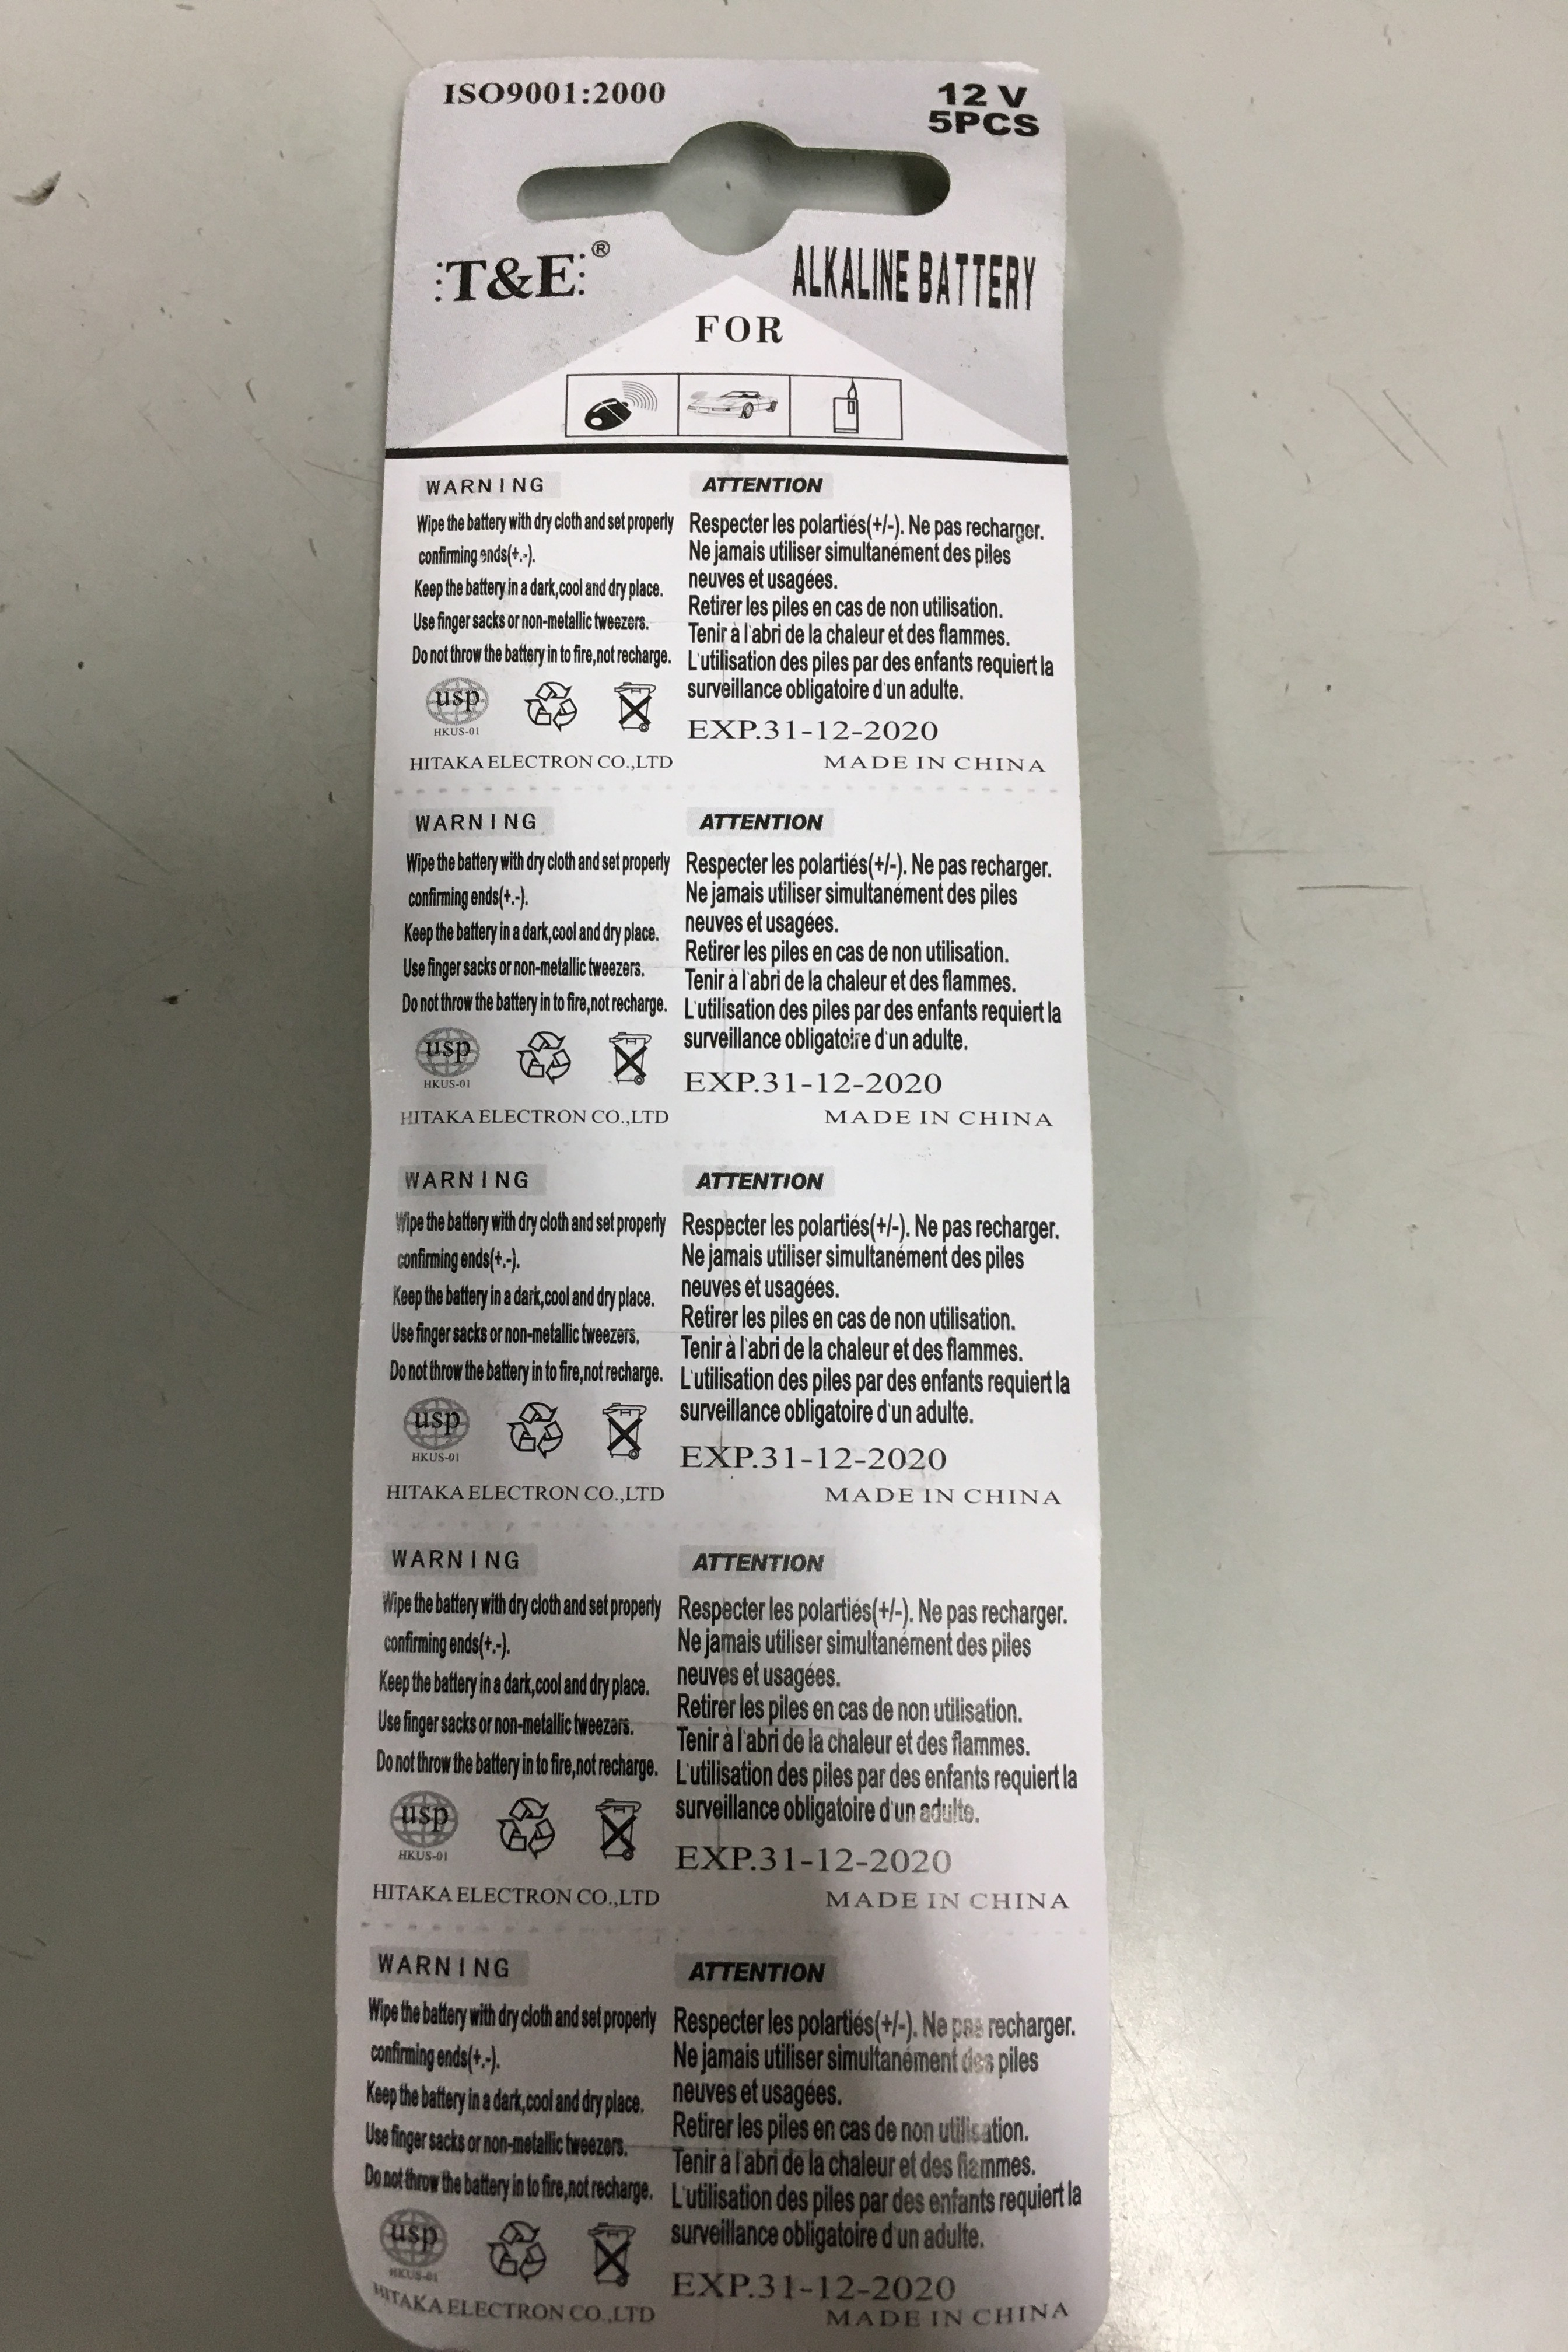 ISO9001:2000
12 V
5PCS
T&E®
ALKALINE BATTERY
FOR
WARNING
Wipe the battery with dry cloth and set properly
confirming ends(+.-).
Keep the battery in a dark,cool and dry place.
Use finger sacks or non-metallic tweezers.
Do not throw the battery in to fire,not recharge.
usp
HKUS-01
HITAKA ELECTRON CO.,LTD
ATTENTION
Respecter les polartiés(+/-). Ne pas recharger.
Ne jamais utiliser simultanément des piles
neuves et usagées.
Retirer les piles en cas de non utilisation.
Tenir à l'abri de la chaleur et des flammes.
L'utilisation des piles par des enfants requiert la
surveillance obligatoire d'un adulte.
EXP.31-12-2020
MADE IN CHINA
WARNING
Wipe the battery with dry cloth and set properly
confirming ends(+.-).
Keep the battery in a dark,cool and dry place.
Use finger sacks or non-metallic tweezers.
Do not throw the battery in to fire,not recharge.
usp
HKUS-01
HITAKA ELECTRON CO.,LTD
ATTENTION
Respecter les polartiés(+/-). Ne pas recharger.
Ne jamais utiliser simultanément des piles
neuves et usagées.
Retirer les piles en cas de non utilisation.
Tenir à l'abri de la chaleur et des flammes.
L'utilisation des piles par des enfants requiert la
surveillance obligatoire d'un adulte.
EXP.31-12-2020
MADE IN CHINA
WARNING
Wipe the battery with dry cloth and set properly
confirming ends(+.-).
Keep the battery in a dark,cool and dry place.
Use finger sacks or non-metallic tweezers.
Do not throw the battery in to fire,not recharge.
usp
HKUS-01
HITAKA ELECTRON CO.,LTD
ATTENTION
Respecter les polartiés(+/-). Ne pas recharger.
Ne jamais utiliser simultanément des piles
neuves et usagées.
Retirer les piles en cas de non utilisation.
Tenir à l'abri de la chaleur et des flammes.
L'utilisation des piles par des enfants requiert la
surveillance obligatoire d'un adulte.
EXP.31-12-2020
MADE IN CHINA
WARNING
Wipe the battery with dry cloth and set properly
confirming ends(+.-).
Keep the battery in a dark,cool and dry place.
Use finger sacks or non-metallic tweezers.
Do not throw the battery in to fire,not recharge.
usp
HKUS-01
HITAKA ELECTRON CO.,LTD
ATTENTION
Respecter les polartiés(+/-). Ne pas recharger.
Ne jamais utiliser simultanément des piles
neuves et usagées.
Retirer les piles en cas de non utilisation.
Tenir à l'abri de la chaleur et des flammes.
L'utilisation des piles par des enfants requiert la
surveillance obligatoire d'un adulte.
EXP.31-12-2020
MADE IN CHINA
WARNING
Wipe the battery with dry cloth and set properly
confirming ends(+.-).
Keep the battery in a dark,cool and dry place.
Use finger sacks or non-metallic tweezers.
Do not throw the battery in to fire,not recharge.
usp
HKUS-01
HITAKA ELECTRON CO.,LTD
ATTENTION
Respecter les polartiés(+/-). Ne pas recharger.
Ne jamais utiliser simultanément des piles
neuves et usagées.
Retirer les piles en cas de non utilisation.
Tenir à l'abri de la chaleur et des flammes.
L'utilisation des piles par des enfants requiert la
surveillance obligatoire d'un adulte.
EXP.31-12-2020
MADE IN CHINA